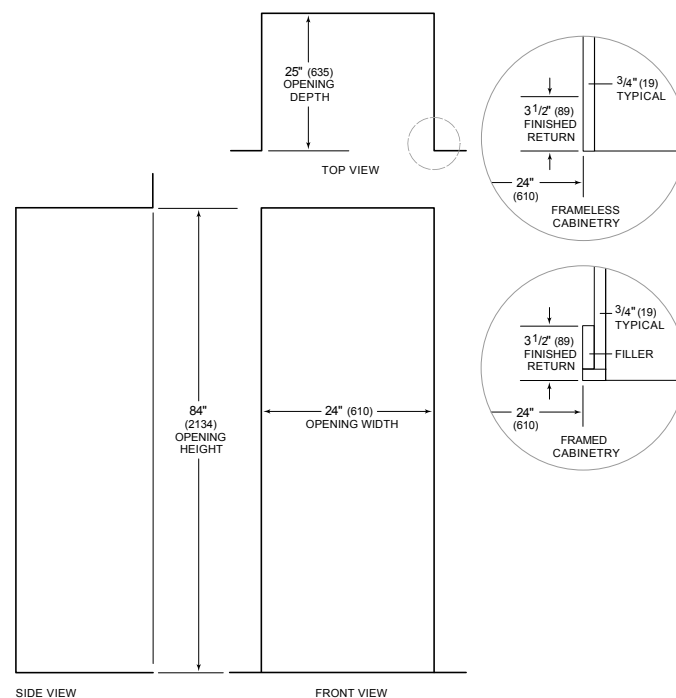 25" (635)
OPENING
DEPTH
TOP VIEW
3/4" (19)
TYPICAL
3 1/2" (89)
FINISHED
RETURN
24"
(610)
FRAMELESS
CABINETRY
3/4" (19)
TYPICAL
3 1/2" (89)
FINISHED
RETURN
FILLER
24"
(610)
FRAMED
CABINETRY
84"
(2134)
OPENING
HEIGHT
24" (610)
OPENING WIDTH
SIDE VIEW
FRONT VIEW